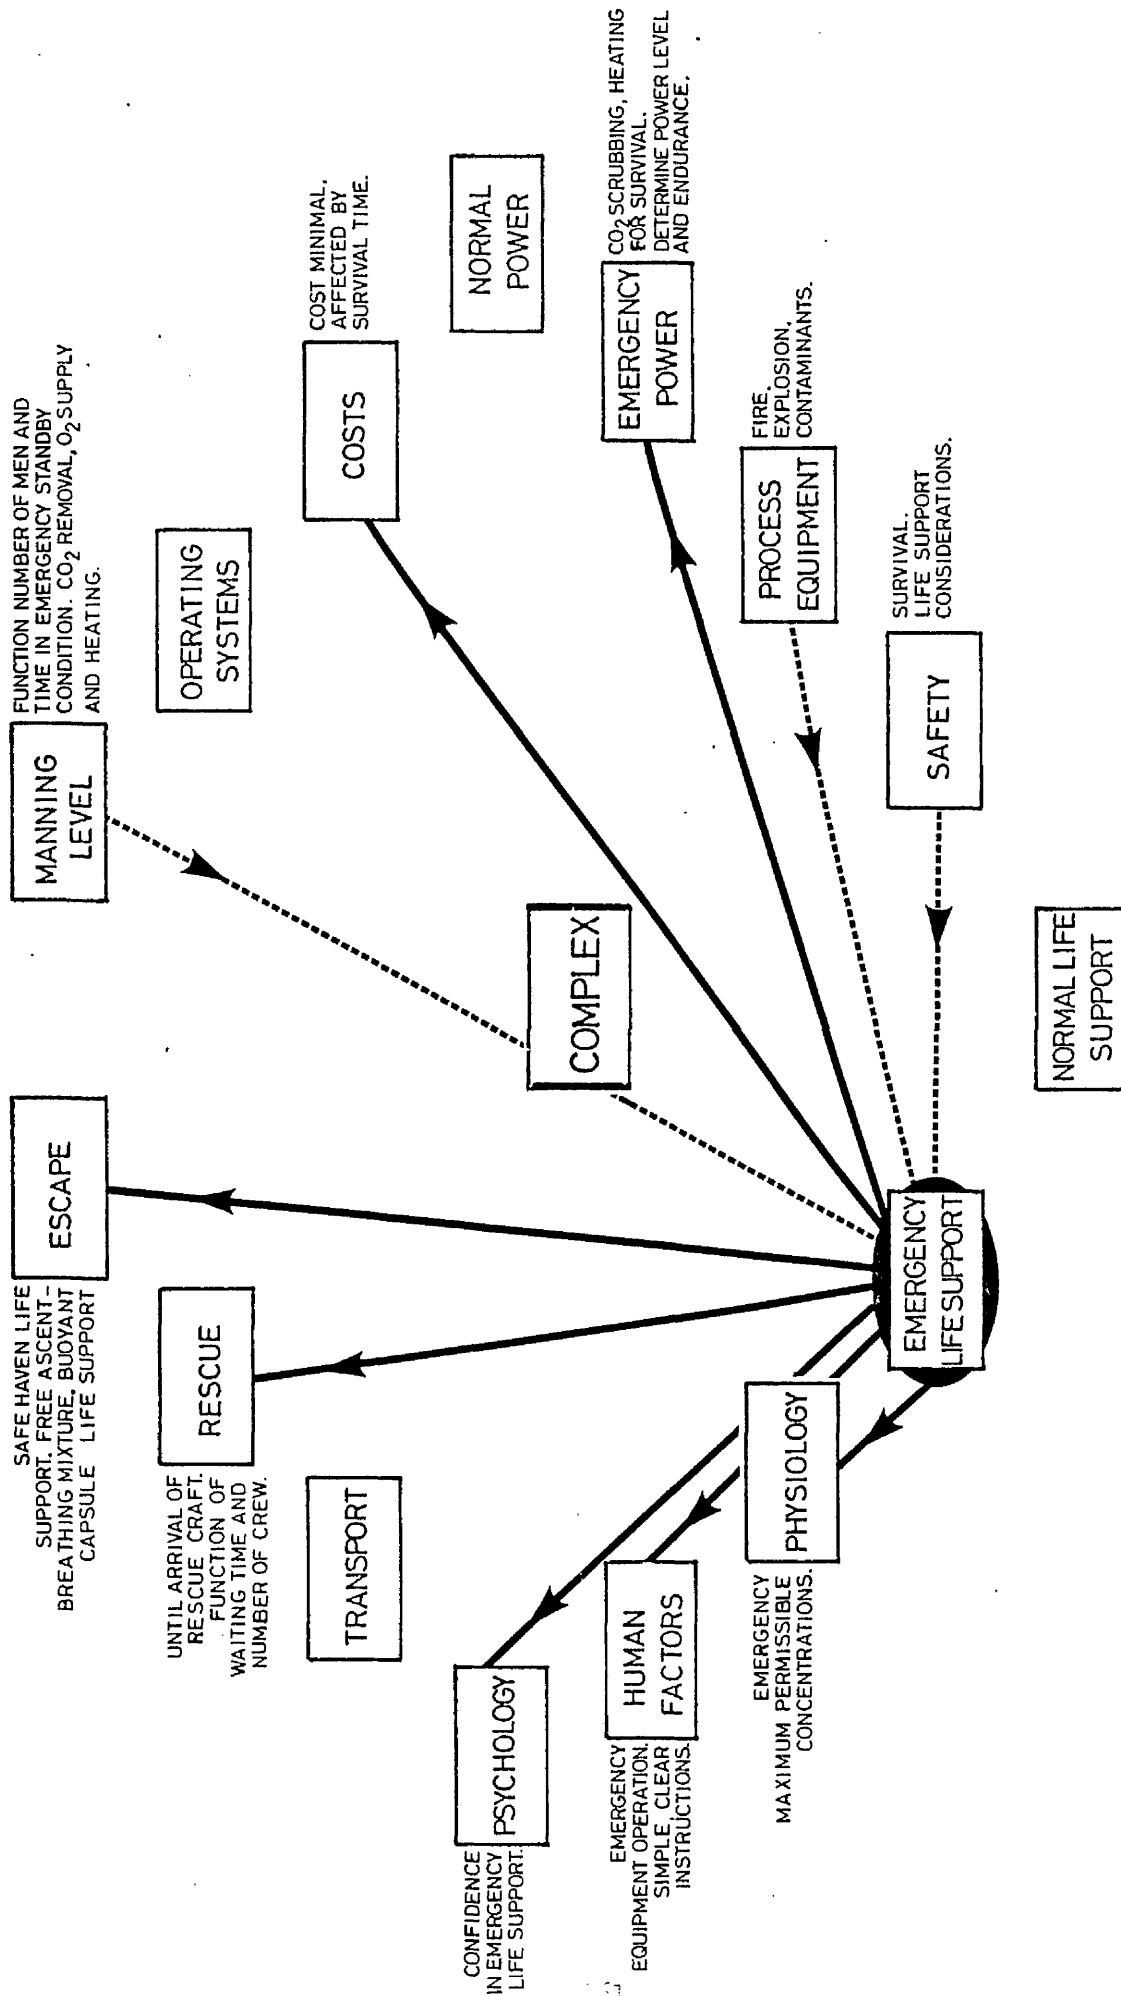 SAFE HAVEN LIFE
SUPPORT. FREE ASCENT–
BREATHING MIXTURE, BUOYANT
CAPSULE LIFE SUPPORT
ESCAPE
MANNING
LEVEL
FUNCTION NUMBER OF MEN AND
TIME IN EMERGENCY STANDBY
CONDITION. CO2 REMOVAL, O2 SUPPLY
AND HEATING.
UNTIL ARRIVAL OF
RESCUE CRAFT.
FUNCTION OF
WAITING TIME AND
NUMBER OF CREW.
RESCUE
OPERATING
SYSTEMS
TRANSPORT
COSTS
COST MINIMAL,
AFFECTED BY
SURVIVAL TIME.
CONFIDENCE
IN EMERGENCY
LIFE SUPPORT.
PSYCHOLOGY
COMPLEX
NORMAL
POWER
EMERGENCY
EQUIPMENT OPERATION.
SIMPLE, CLEAR
INSTRUCTIONS.
HUMAN
FACTORS
EMERGENCY
POWER
CO2 SCRUBBING, HEATING
FOR SURVIVAL.
DETERMINE POWER LEVEL
AND ENDURANCE.
EMERGENCY
MAXIMUM PERMISSIBLE
CONCENTRATIONS.
PHYSIOLOGY
PROCESS
EQUIPMENT
FIRE.
EXPLOSION.
CONTAMINANTS.
EMERGENCY
LIFE SUPPORT
SAFETY
SURVIVAL.
LIFE SUPPORT
CONSIDERATIONS.
NORMAL LIFE
SUPPORT